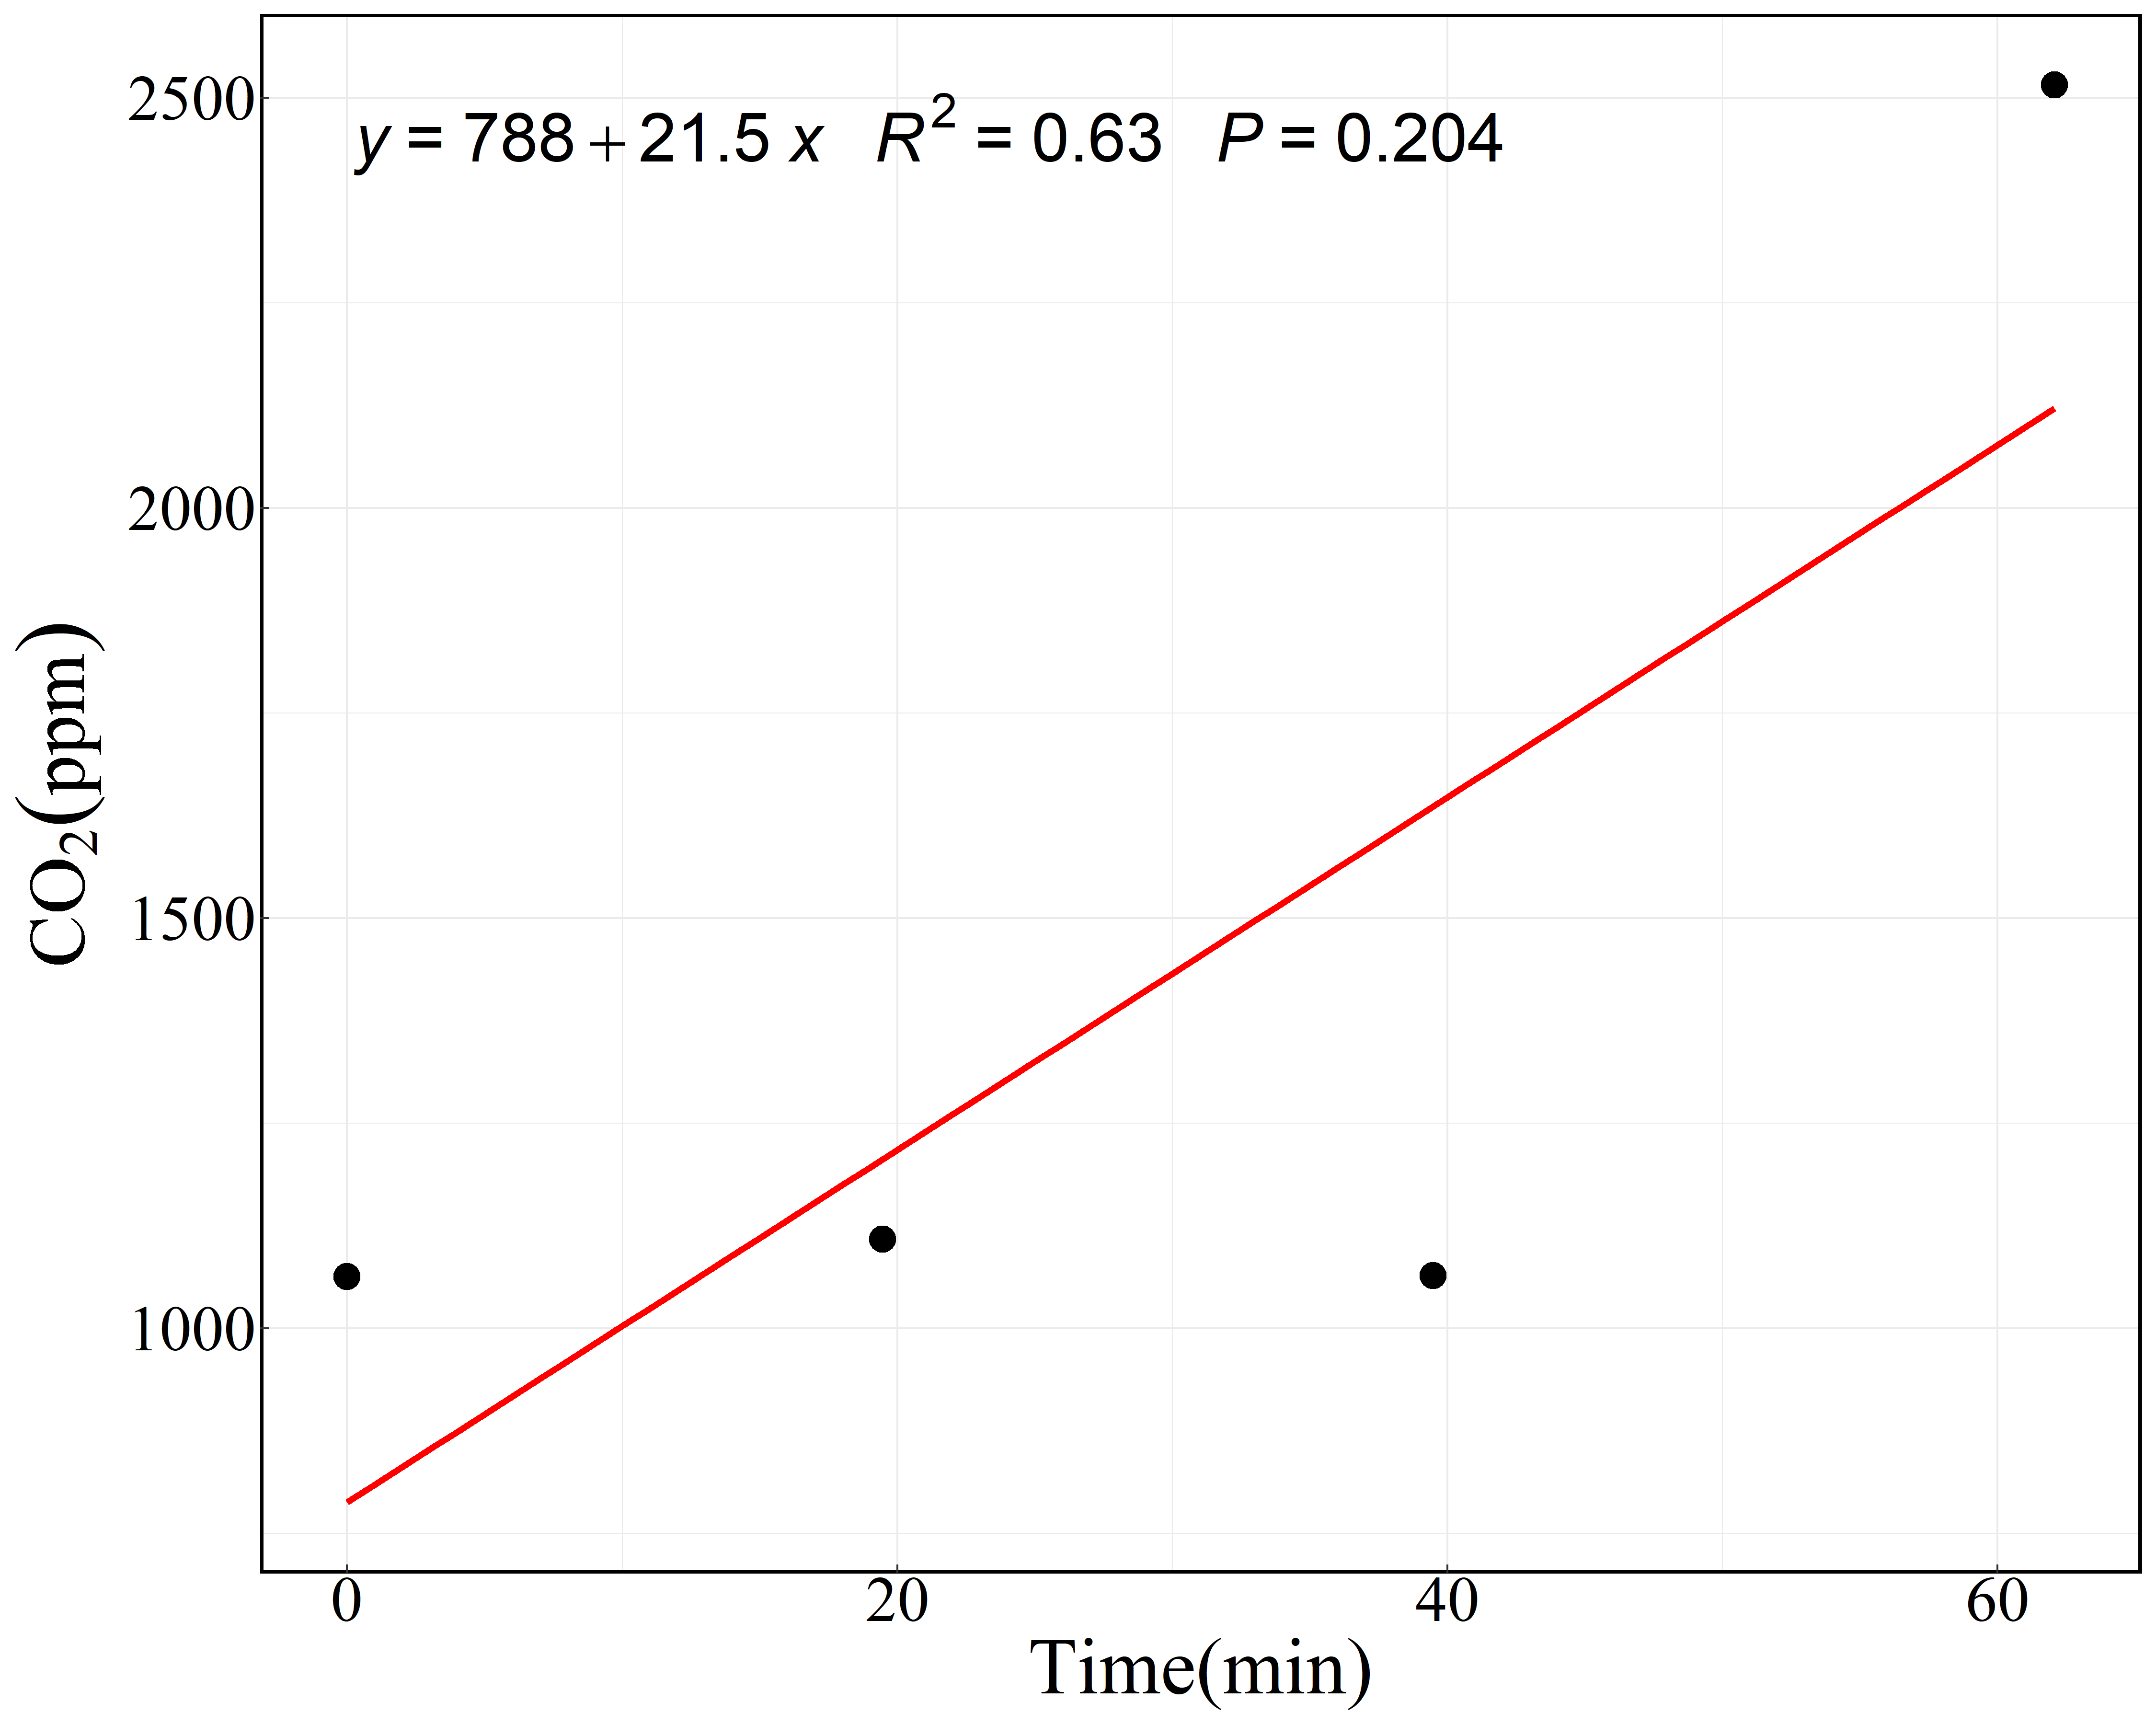 y = 788 + 21.5 x R² = 0.63 P = 0.204
2500
2000
1500
1000
CO₂(ppm)
0 20 40 60
Time(min)